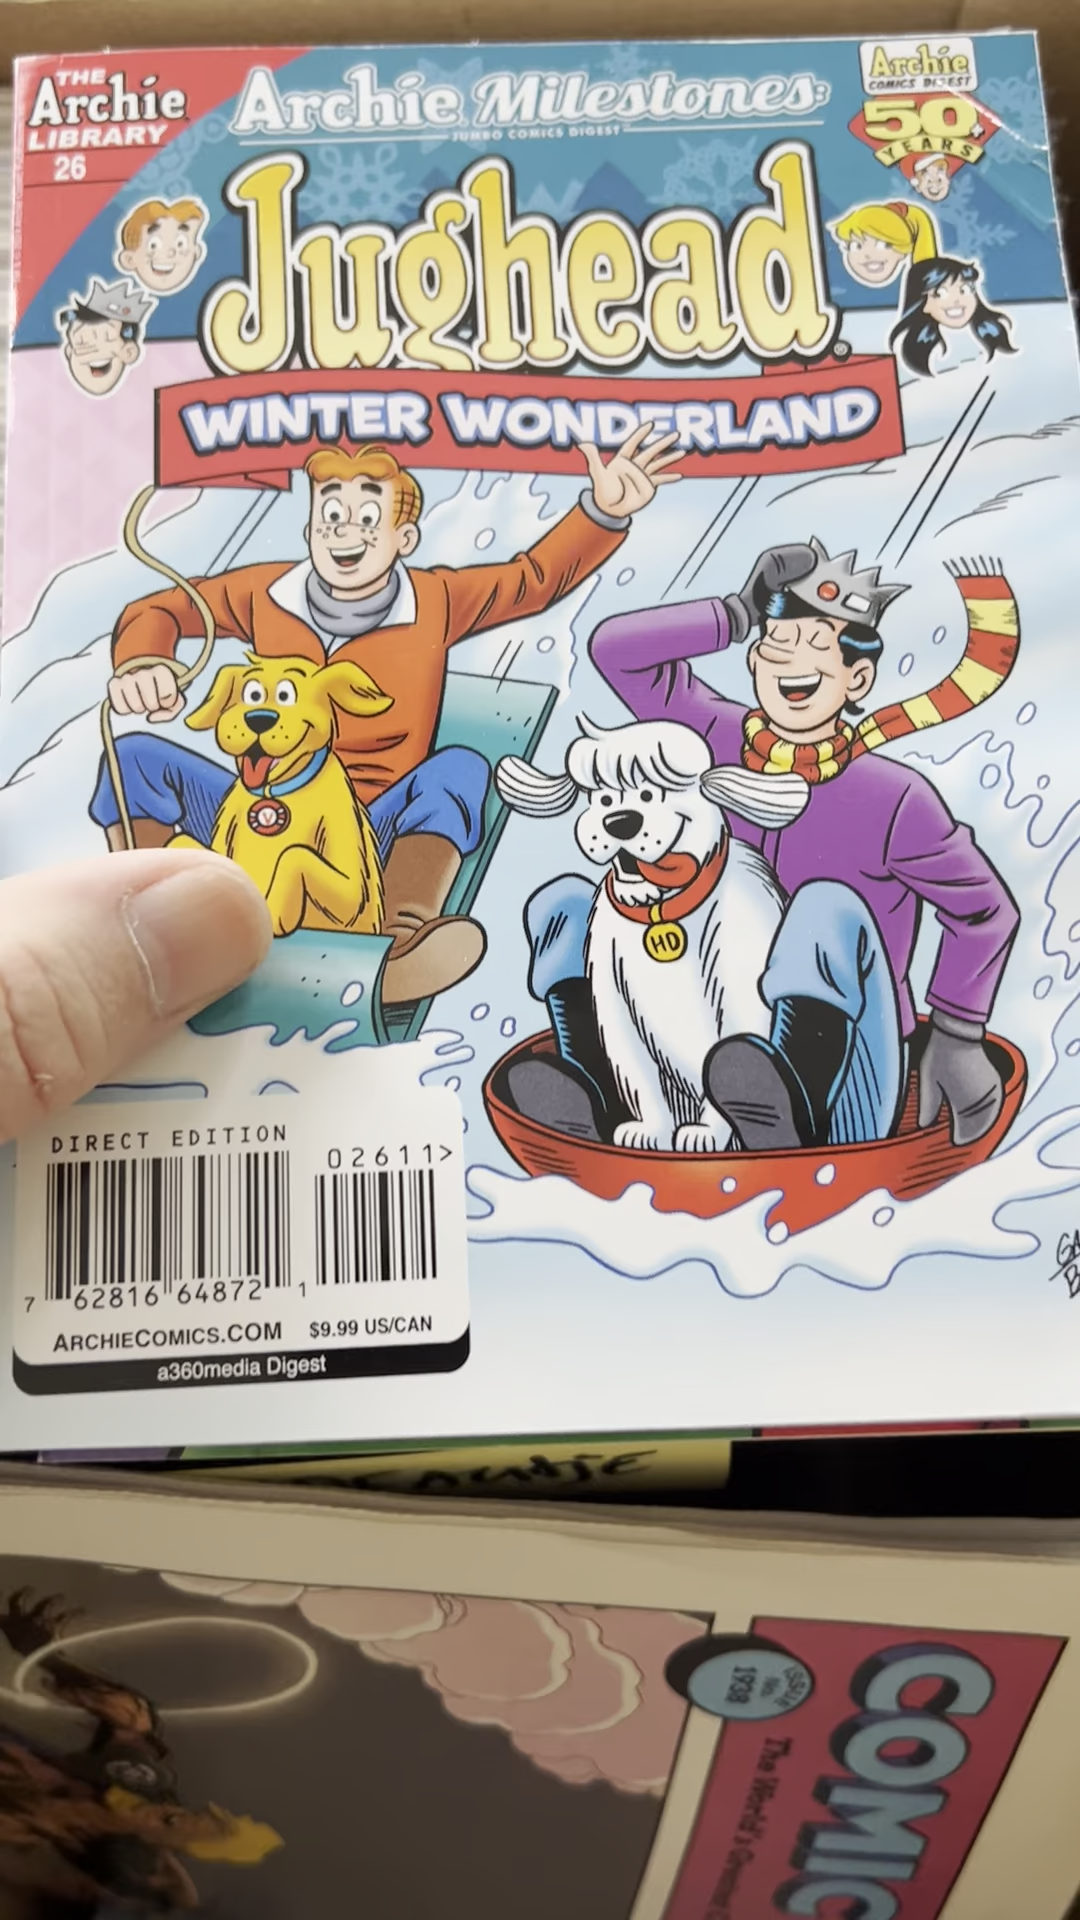 THE
Archie
LIBRARY
26
Archie Milestones:
JUMBO COMICS DIGEST
Archie
COMICS DIGEST
50+
YEARS
Jughead®
WINTER WONDERLAND
V
HD
DIRECT EDITION
02611>
7 62816 64872 1
ARCHIECOMICS.COM $9.99 US/CAN
a360media Digest
Issue
No.
1938
COMIC
The World's Greatest